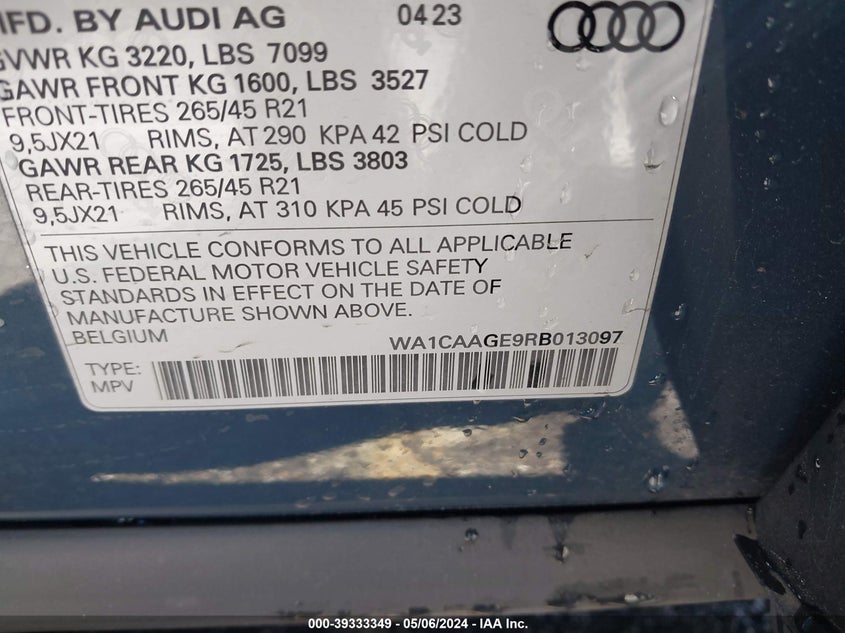 MFD. BY AUDI AG 04 23
GVWR KG 3220, LBS 7099
GAWR FRONT KG 1600, LBS 3527
FRONT-TIRES 265/45 R21
9,5JX21 RIMS, AT 290 KPA 42 PSI COLD
GAWR REAR KG 1725, LBS 3803
REAR-TIRES 265/45 R21
9,5JX21 RIMS, AT 310 KPA 45 PSI COLD
THIS VEHICLE CONFORMS TO ALL APPLICABLE
U.S. FEDERAL MOTOR VEHICLE SAFETY
STANDARDS IN EFFECT ON THE DATE OF
MANUFACTURE SHOWN ABOVE.
BELGIUM WA1CAAGE9RB013097
TYPE:
MPV
000-39333349 - 05/06/2024 - IAA Inc.